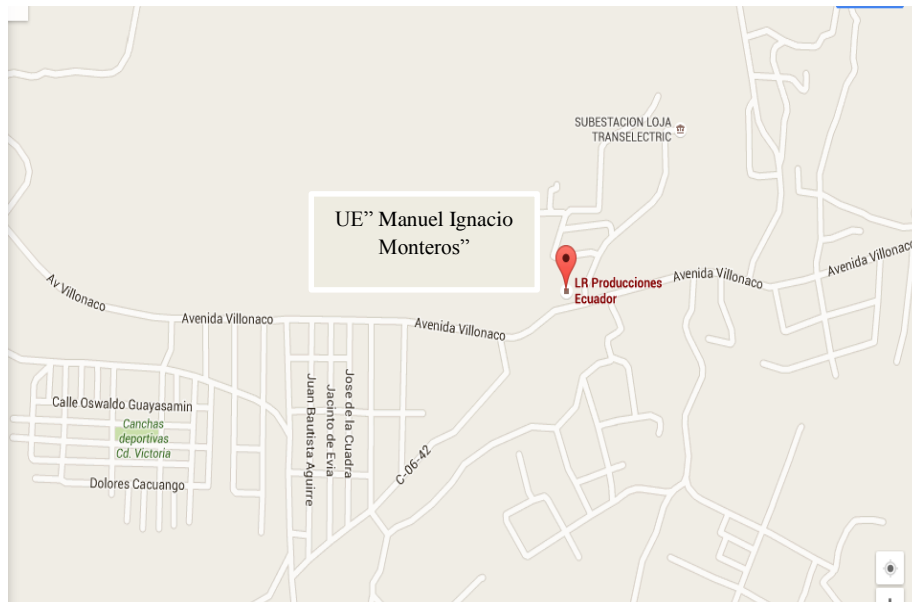 SUBESTACION LOJA
TRANSELECTRIC
UE” Manuel Ignacio
Monteros”
Avenida Villonaco
Avenida Villonaco
LR Producciones
Ecuador
Av Villonaco
Avenida Villonaco
Avenida Villonaco
Calle Oswaldo Guayasamin
Canchas
deportivas
Cd. Victoria
Dolores Cacuango
Juan Bautista Aguirre
Jacinto de Evia
Jose de la Cuadra
C-06-42